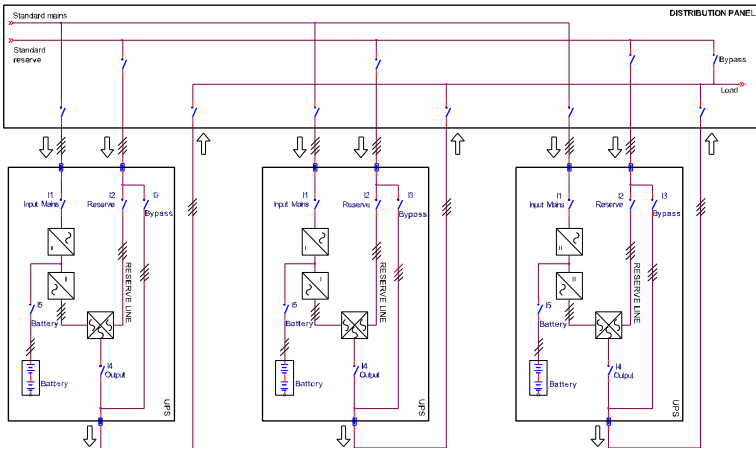 Standard mains
DISTRIBUTION PANEL
Standard
reserve
Bypass
Load
I1
Input Mains
I2
Reserve
I3
Bypass
RESERVE LINE
I5
Battery
I4
Output
Battery
UPS
I1
Input Mains
I2
Reserve
I3
Bypass
RESERVE LINE
I5
Battery
I4
Output
Battery
UPS
I1
Input Mains
I2
Reserve
I3
Bypass
RESERVE LINE
I5
Battery
I4
Output
Battery
UPS